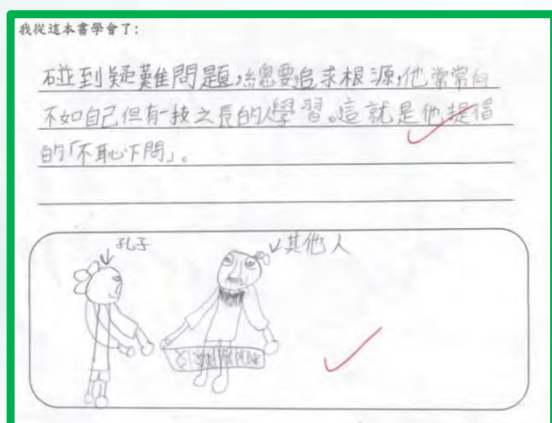 我從這本書學會了:
碰到疑難問題,總要追求根源,他常常向
不如自己但有一技之長的人學習。這就是他提倡
的「不恥下問」。
孔子
其他人